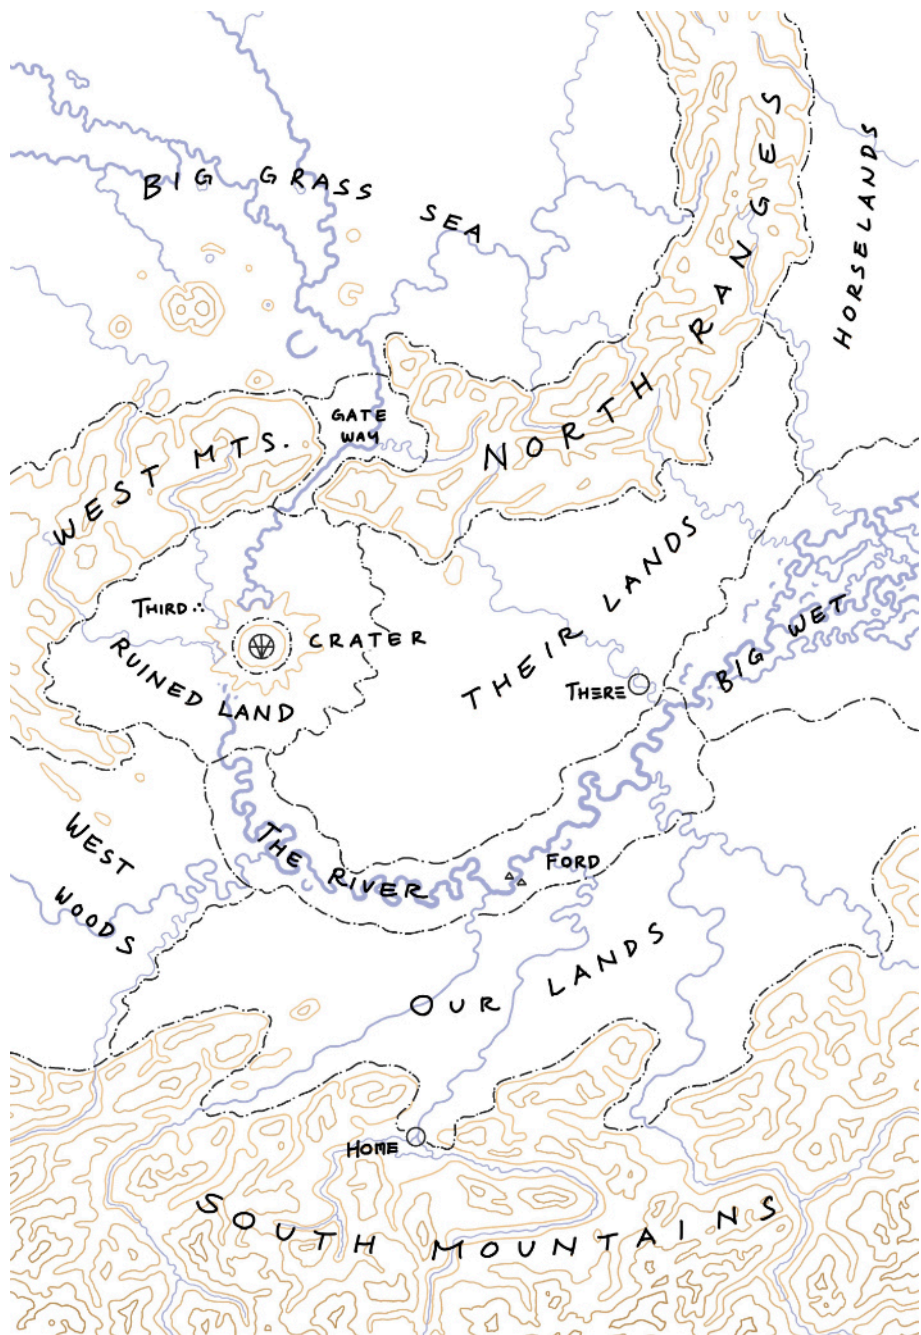 BIG GRASS SEA
HORSELANDS
NORTH RANGES
GATE
WAY
WEST MTS.
THIRD
CRATER
RUINED LAND
THEIR LANDS
BIG WET
THERE
WEST
WOODS
THE RIVER
FORD
OUR LANDS
HOME
SOUTH MOUNTAINS